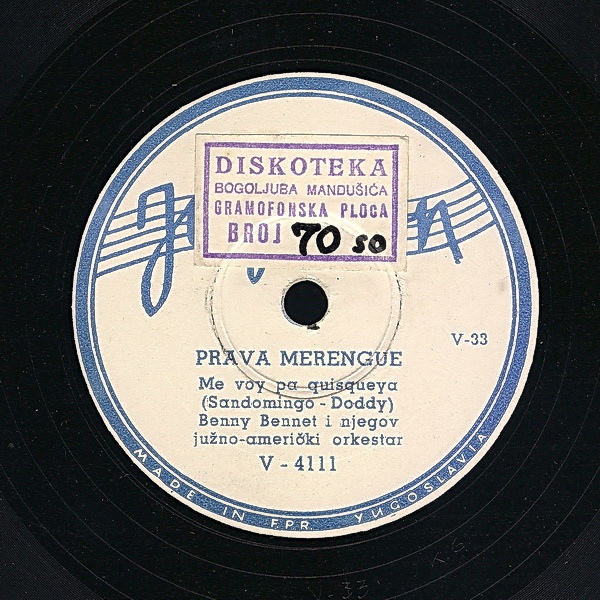 DISKOTEKA
BOGOLJUBA MANDUŠIĆA
GRAMOFONSKA PLOCA
BROJ 70 so
V-33
PRAVA MERENGUE
Me voy pa quisqueya
(Sandomingo - Doddy)
Benny Bennet i njegov
južno-američki orkestar
V - 4111
MADE IN F.P.R. YUGOSLAVIA
V-33
K.G.